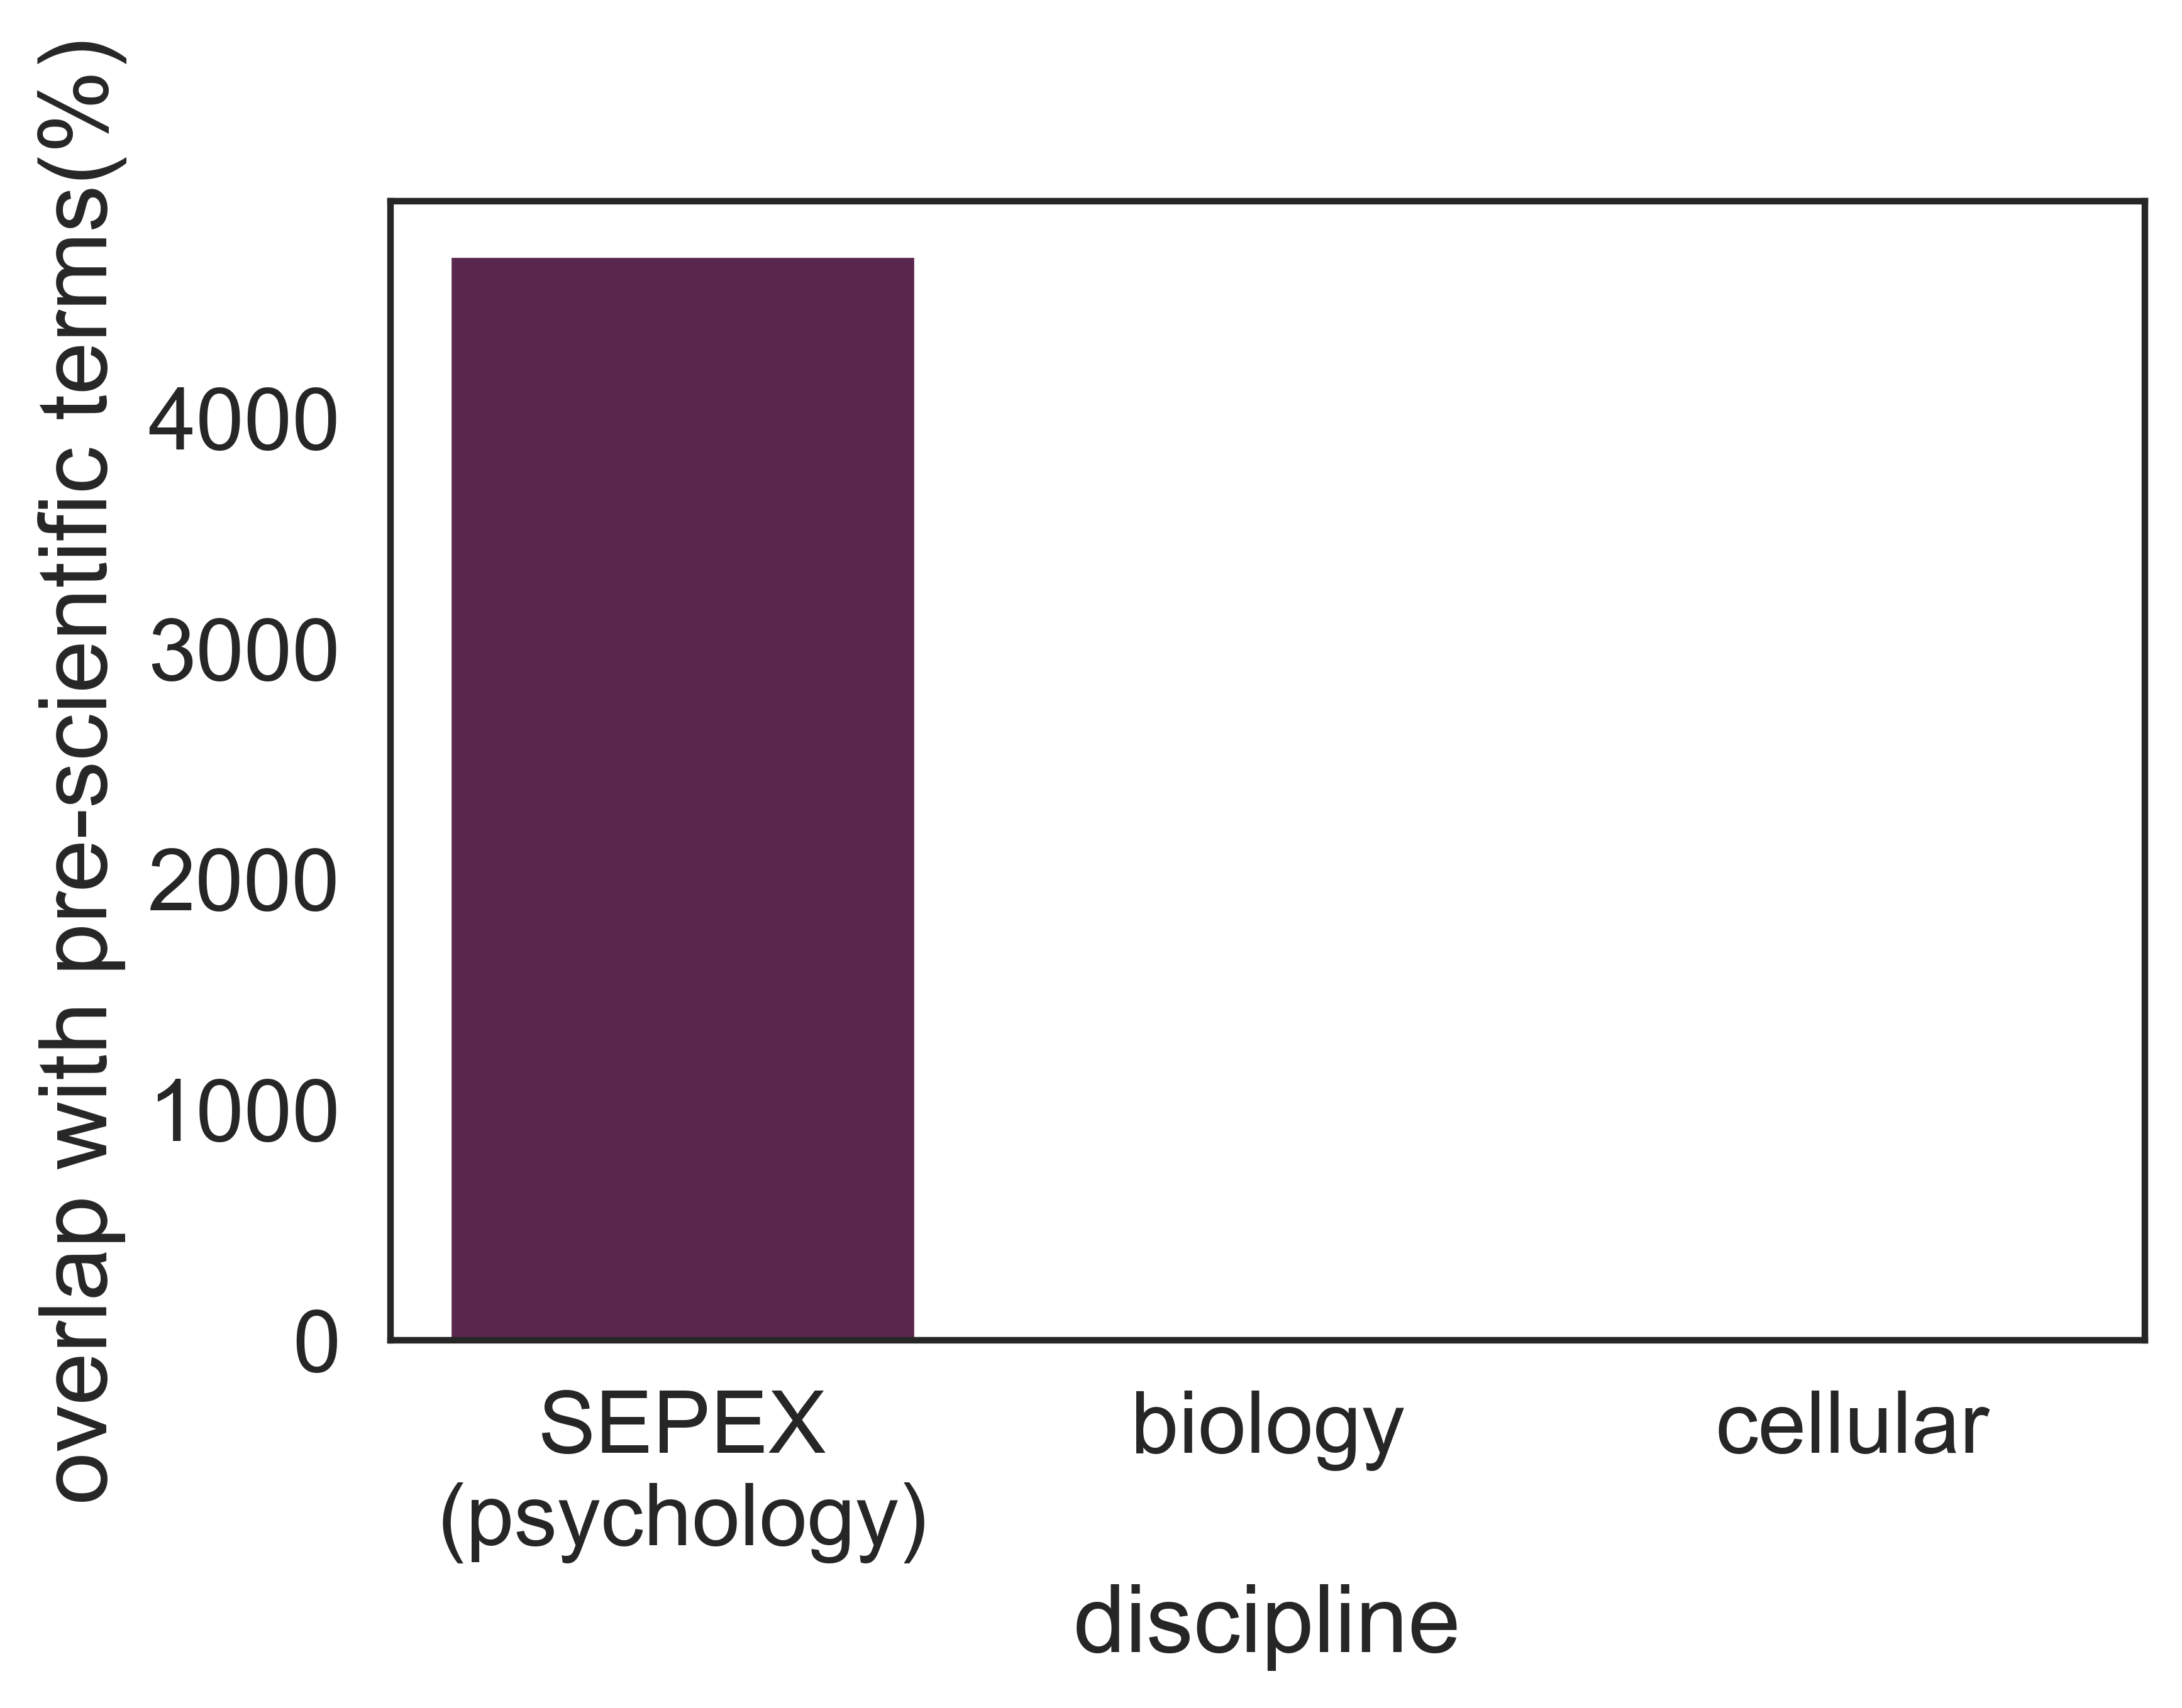 overlap with pre-scientific terms(%)
4000
3000
2000
1000
0
SEPEX
(psychology)
biology
cellular
discipline